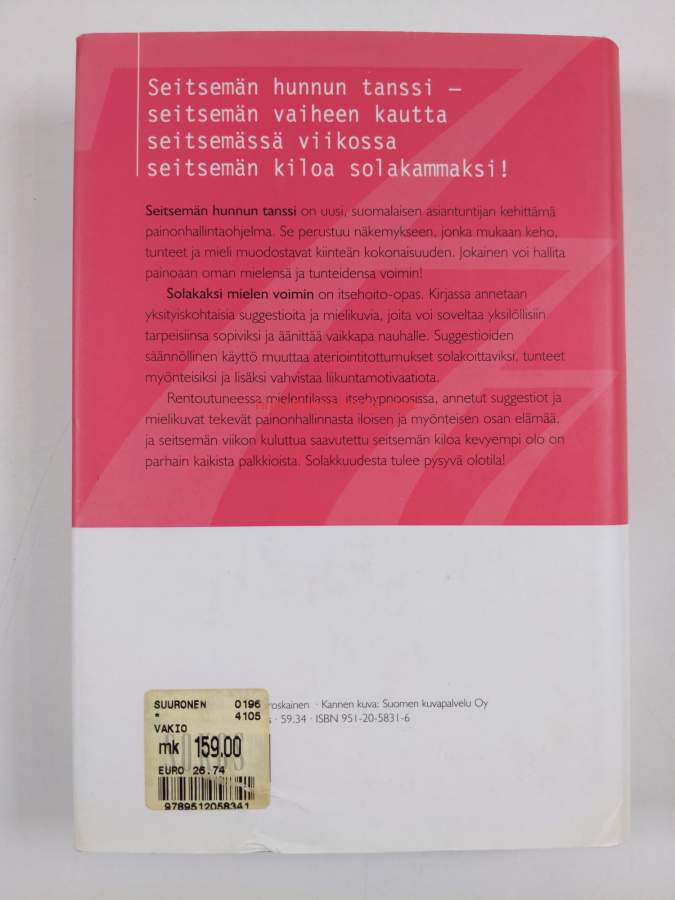 Seitsemän hunnun tanssi –
seitsemän vaiheen kautta
seitsemässä viikossa
seitsemän kiloa solakammaksi!
Seitsemän hunnun tanssi on uusi, suomalaisen asiantuntijan kehittämä
painonhallintaohjelma. Se perustuu näkemykseen, jonka mukaan keho,
tunteet ja mieli muodostavat kiinteän kokonaisuuden. Jokainen voi hallita
painoaan oman mielensä ja tunteidensa voimin!
Solakaksi mielen voimin on itsehoito-opas. Kirjassa annetaan
yksityiskohtaisia suggestioita ja mielikuvia, joita voi soveltaa yksilöllisiin
tarpeisiinsa sopiviksi ja äänittää vaikkapa nauhalle. Suggestioiden
säännöllinen käyttö muuttaa ateriointitottumukset solakoittaviksi, tunteet
myönteisiksi ja lisäksi vahvistaa liikuntamotivaatiota.
Rentoutuneessa mielentilassa, itsehypnoosissa, annetut suggestiot ja
mielikuvat tekevät painonhallinnasta iloisen ja myönteisen osan elämää,
ja seitsemän viikon kuluttua saavutettu seitsemän kiloa kevyempi olo on
parhain kaikista palkkioista. Solakkuudesta tulee pysyvä olotila!
roskainen · Kannen kuva: Suomen kuvapalvelu Oy
s · 59.34 · ISBN 951-20-5831-6
SUURONEN 0196
* 4105
VAKIO
mk 159.00
EURO 26.74
9789512058341